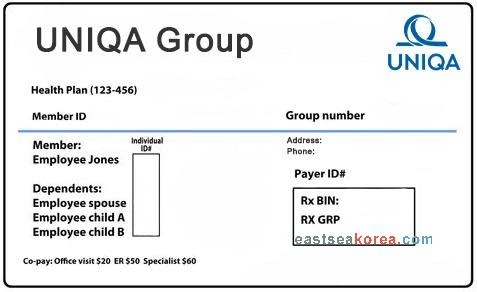 UNIQA Group
UNIQA
Health Plan (123-456)
Member ID
Group number
Member:
Employee Jones
Individual
ID#
Dependents:
Employee spouse
Employee child A
Employee child B
Address:
Phone:
Payer ID#
Rx BIN:
RX GRP
eastseakorea.com
Co-pay: Office visit $20 ER $50 Specialist $60